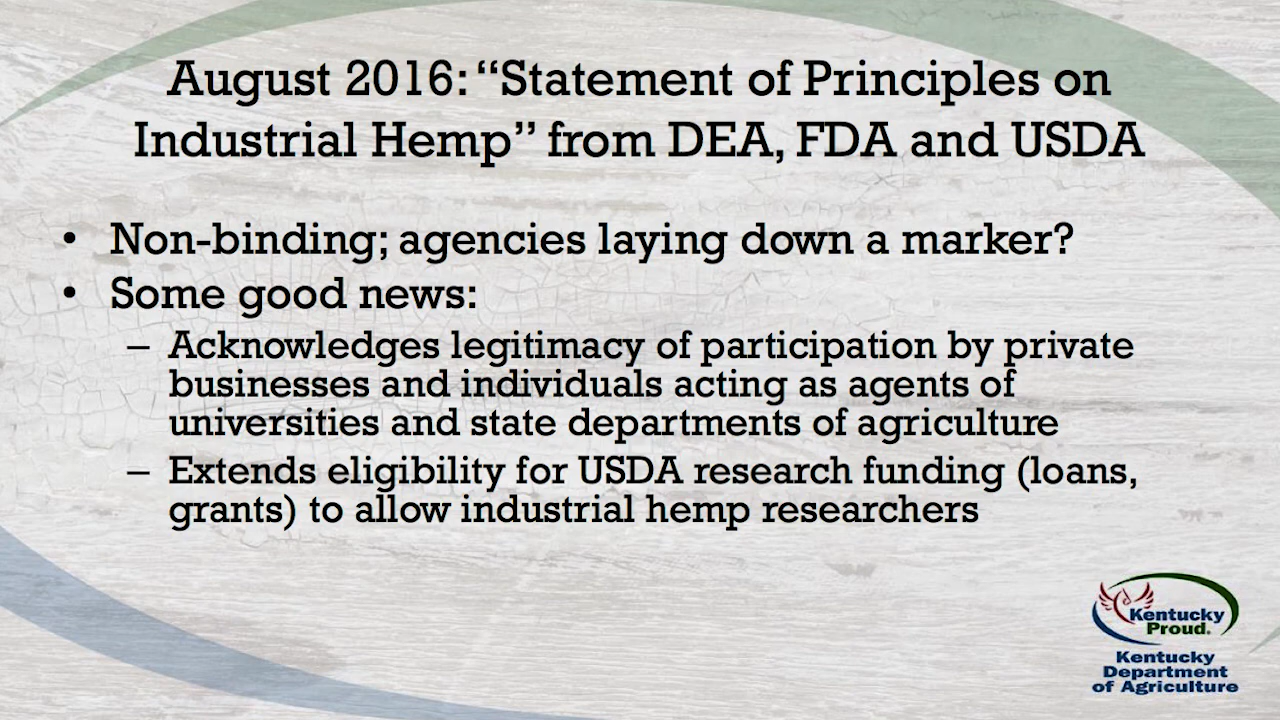 August 2016: “Statement of Principles on
Industrial Hemp” from DEA, FDA and USDA
• Non-binding; agencies laying down a marker?
• Some good news:
– Acknowledges legitimacy of participation by private
businesses and individuals acting as agents of
universities and state departments of agriculture
– Extends eligibility for USDA research funding (loans,
grants) to allow industrial hemp researchers
Kentucky
Proud.
Kentucky
Department
of Agriculture